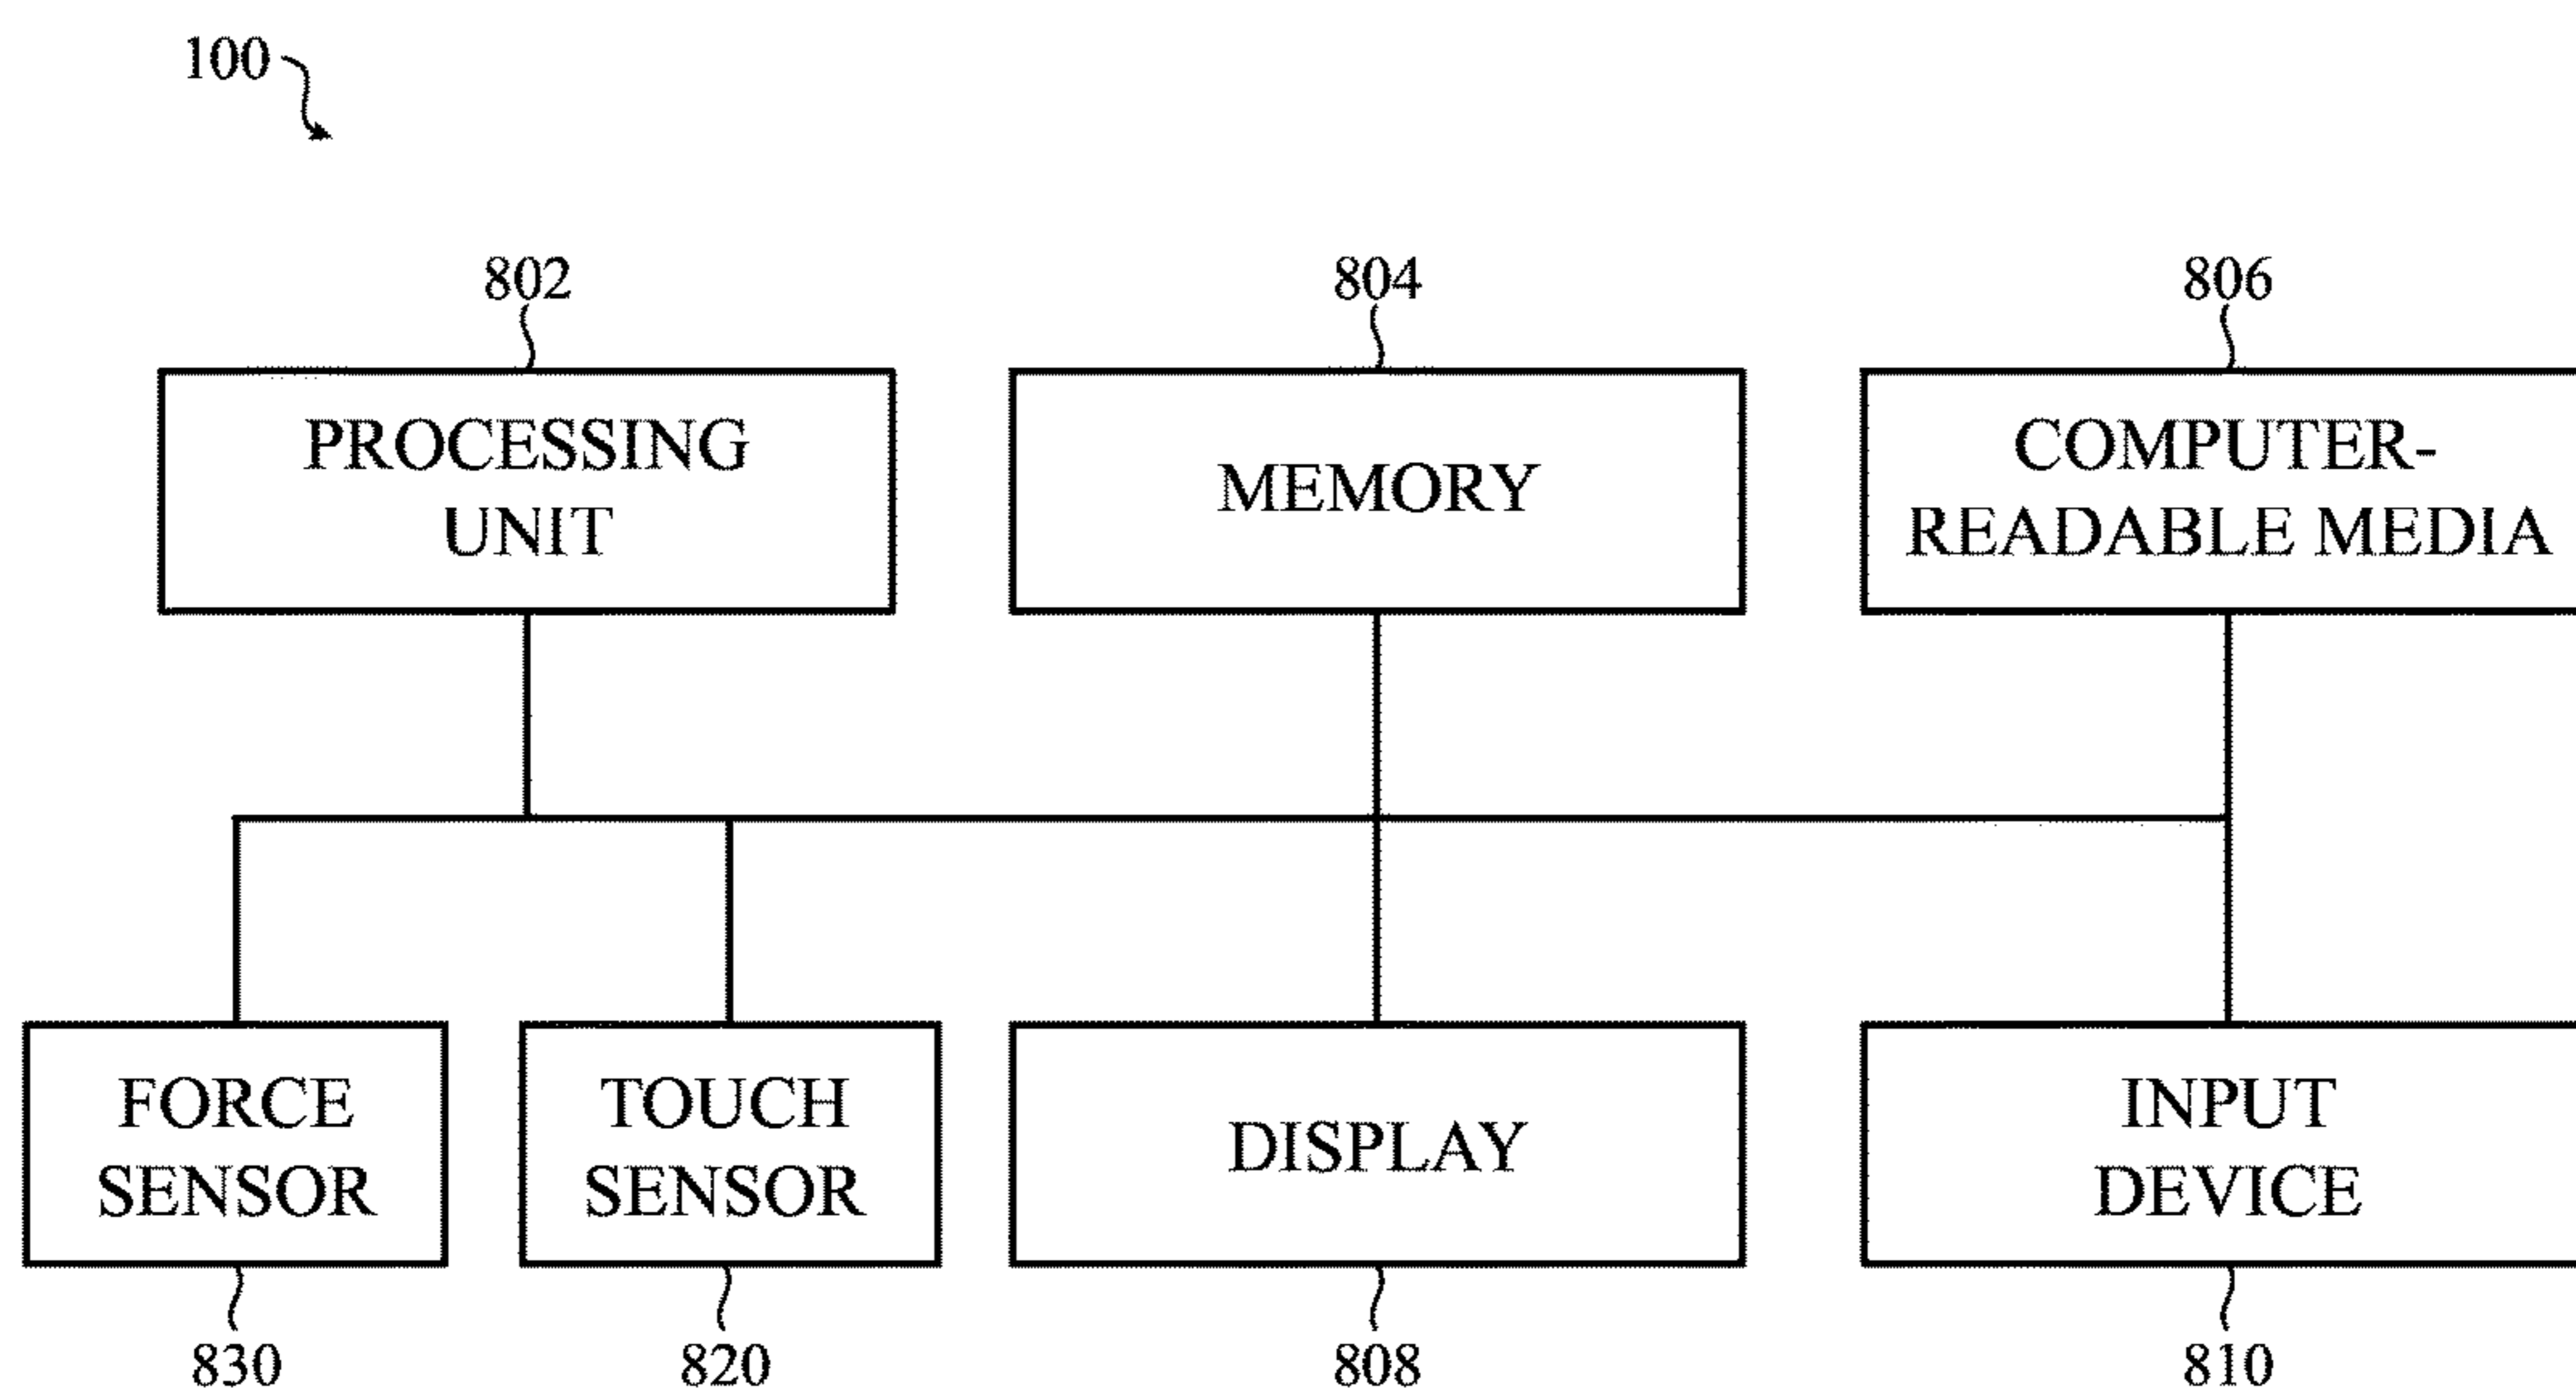 100
802
804
806
PROCESSING
UNIT
MEMORY
COMPUTER-
READABLE MEDIA
FORCE
SENSOR
TOUCH
SENSOR
DISPLAY
INPUT
DEVICE
830
820
808
810